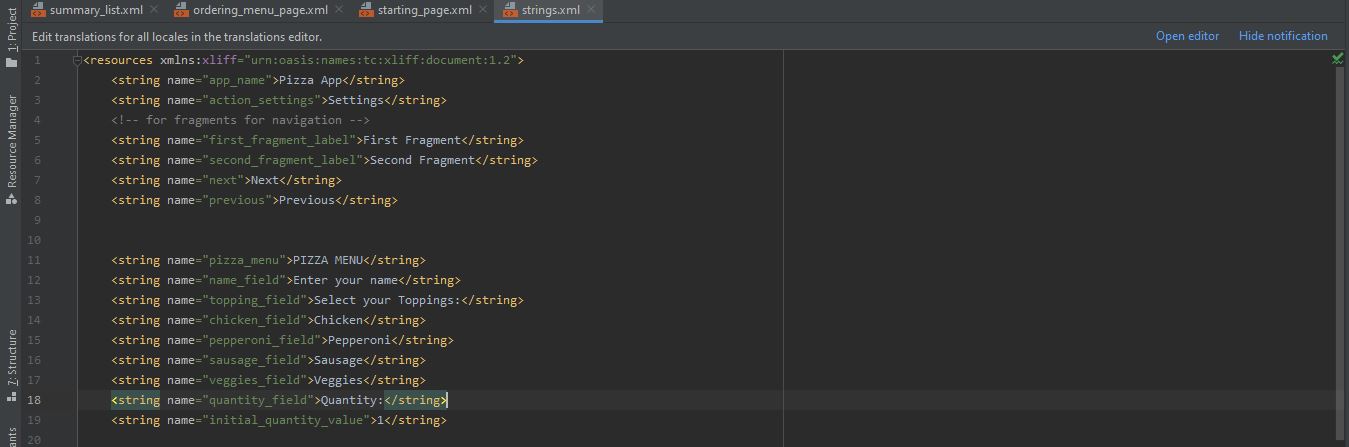 summary_list.xml ordering_menu_page.xml starting_page.xml strings.xml
Edit translations for all locales in the translations editor. Open editor Hide notification
1: Project
Resource Manager
Z: Structure
1 <resources xmlns:xliff="urn:oasis:names:tc:xliff:document:1.2">
2 <string name="app_name">Pizza App</string>
3 <string name="action_settings">Settings</string>
4 <!-- for fragments for navigation -->
5 <string name="first_fragment_label">First Fragment</string>
6 <string name="second_fragment_label">Second Fragment</string>
7 <string name="next">Next</string>
8 <string name="previous">Previous</string>
9
10
11 <string name="pizza_menu">PIZZA MENU</string>
12 <string name="name_field">Enter your name</string>
13 <string name="topping_field">Select your Toppings:</string>
14 <string name="chicken_field">Chicken</string>
15 <string name="pepperoni_field">Pepperoni</string>
16 <string name="sausage_field">Sausage</string>
17 <string name="veggies_field">Veggies</string>
18 <string name="quantity_field">Quantity:</string>
19 <string name="initial_quantity_value">1</string>
20